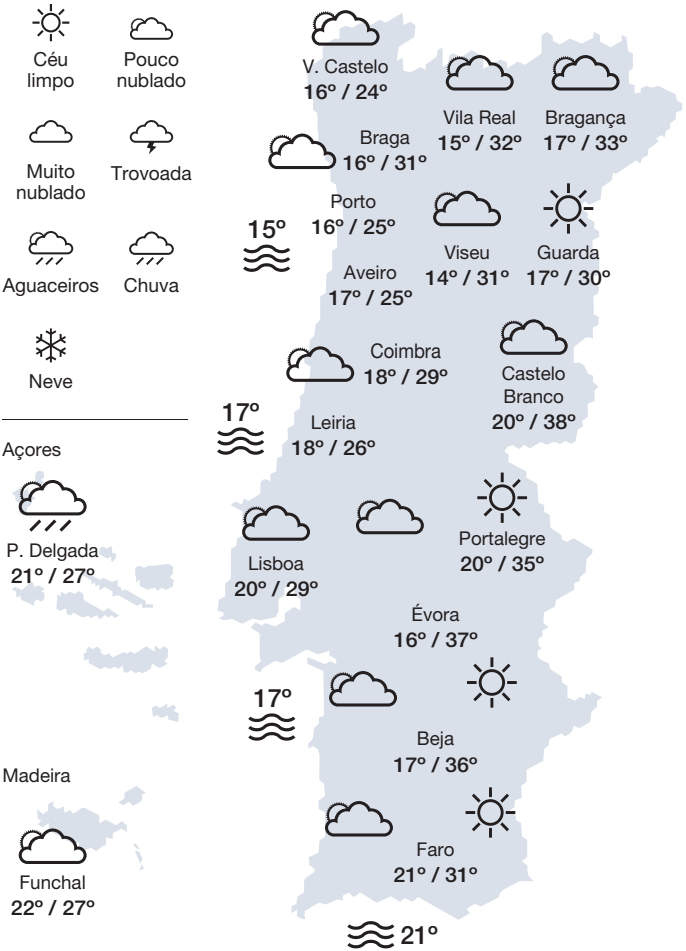 Céu
limpo
Pouco
nublado
Muito
nublado
Trovoada
Aguaceiros
Chuva
Neve
Açores
P. Delgada
21º / 27º
Madeira
Funchal
22º / 27º
V. Castelo
16º / 24º
Vila Real
15º / 32º
Bragança
17º / 33º
Braga
16º / 31º
Porto
16º / 25º
15º
Viseu
14º / 31º
Guarda
17º / 30º
Aveiro
17º / 25º
Coimbra
18º / 29º
Castelo
Branco
20º / 38º
17º
Leiria
18º / 26º
Portalegre
20º / 35º
Lisboa
20º / 29º
Évora
16º / 37º
17º
Beja
17º / 36º
Faro
21º / 31º
21º